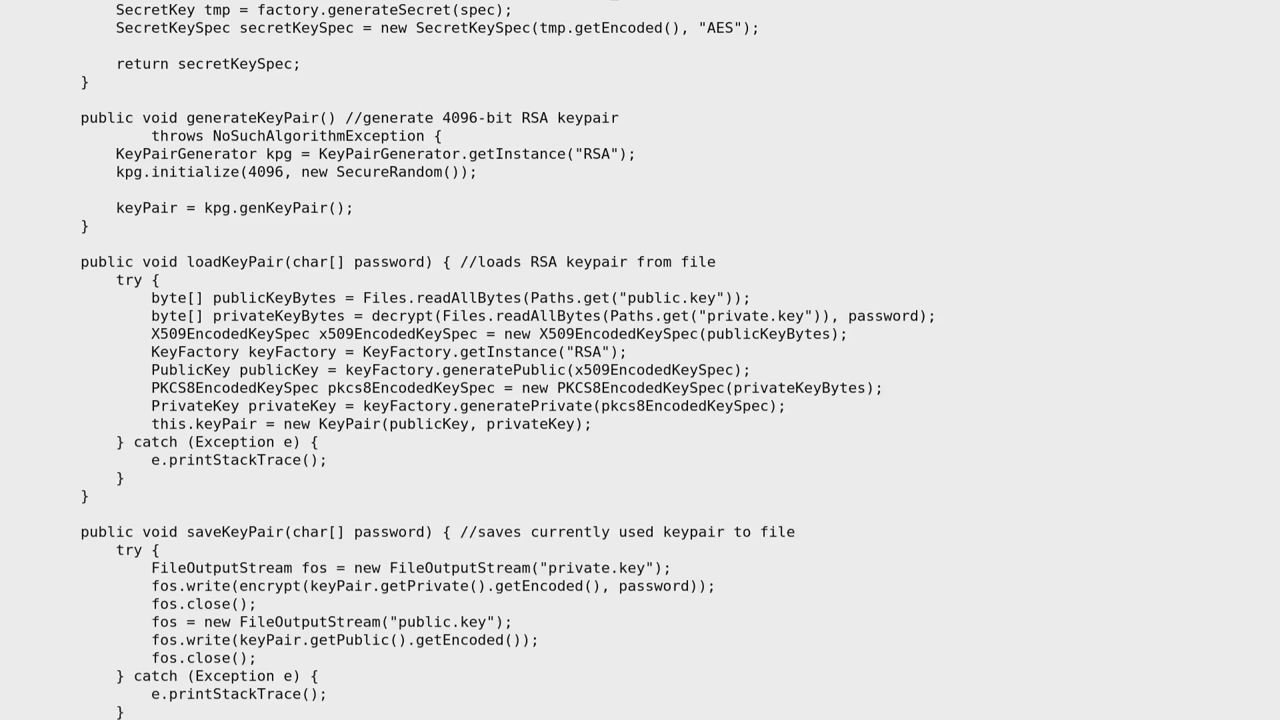 SecretKey tmp = factory.generateSecret(spec);
SecretKeySpec secretKeySpec = new SecretKeySpec(tmp.getEncoded(), "AES");
return secretKeySpec;
}
public void generateKeyPair() //generate 4096-bit RSA keypair
throws NoSuchAlgorithmException {
KeyPairGenerator kpg = KeyPairGenerator.getInstance("RSA");
kpg.initialize(4096, new SecureRandom());
keyPair = kpg.genKeyPair();
}
public void loadKeyPair(char[] password) { //loads RSA keypair from file
try {
byte[] publicKeyBytes = Files.readAllBytes(Paths.get("public.key"));
byte[] privateKeyBytes = decrypt(Files.readAllBytes(Paths.get("private.key")), password);
X509EncodedKeySpec x509EncodedKeySpec = new X509EncodedKeySpec(publicKeyBytes);
KeyFactory keyFactory = KeyFactory.getInstance("RSA");
PublicKey publicKey = keyFactory.generatePublic(x509EncodedKeySpec);
PKCS8EncodedKeySpec pkcs8EncodedKeySpec = new PKCS8EncodedKeySpec(privateKeyBytes);
PrivateKey privateKey = keyFactory.generatePrivate(pkcs8EncodedKeySpec);
this.keyPair = new KeyPair(publicKey, privateKey);
} catch (Exception e) {
e.printStackTrace();
}
}
public void saveKeyPair(char[] password) { //saves currently used keypair to file
try {
FileOutputStream fos = new FileOutputStream("private.key");
fos.write(encrypt(keyPair.getPrivate().getEncoded(), password));
fos.close();
fos = new FileOutputStream("public.key");
fos.write(keyPair.getPublic().getEncoded());
fos.close();
} catch (Exception e) {
e.printStackTrace();
}